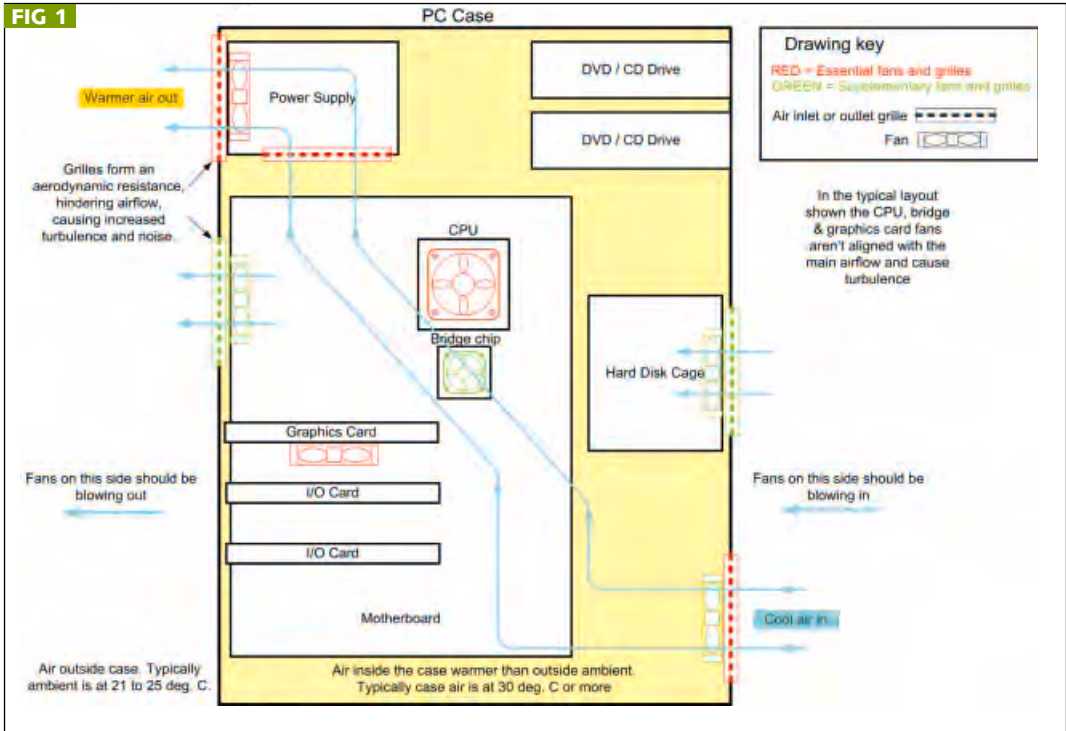 FIG 1
PC Case
Drawing key
RED = Essential fans and grilles
GREEN = Supplementary fans and grilles
Air inlet or outlet grille
Fan
DVD / CD Drive
DVD / CD Drive
Power Supply
Warmer air out
Grilles form an
aerodynamic resistance,
hindering airflow,
causing increased
turbulence and noise.
In the typical layout
shown the CPU, bridge
& graphics card fans
aren't aligned with the
main airflow and cause
turbulence
CPU
Bridge chip
Hard Disk Cage
Graphics Card
I/O Card
I/O Card
Motherboard
Fans on this side should be
blowing out
Fans on this side should be
blowing in
Cool air in
Air outside case. Typically
ambient is at 21 to 25 deg. C.
Air inside the case warmer than outside ambient.
Typically case air is at 30 deg. C or more